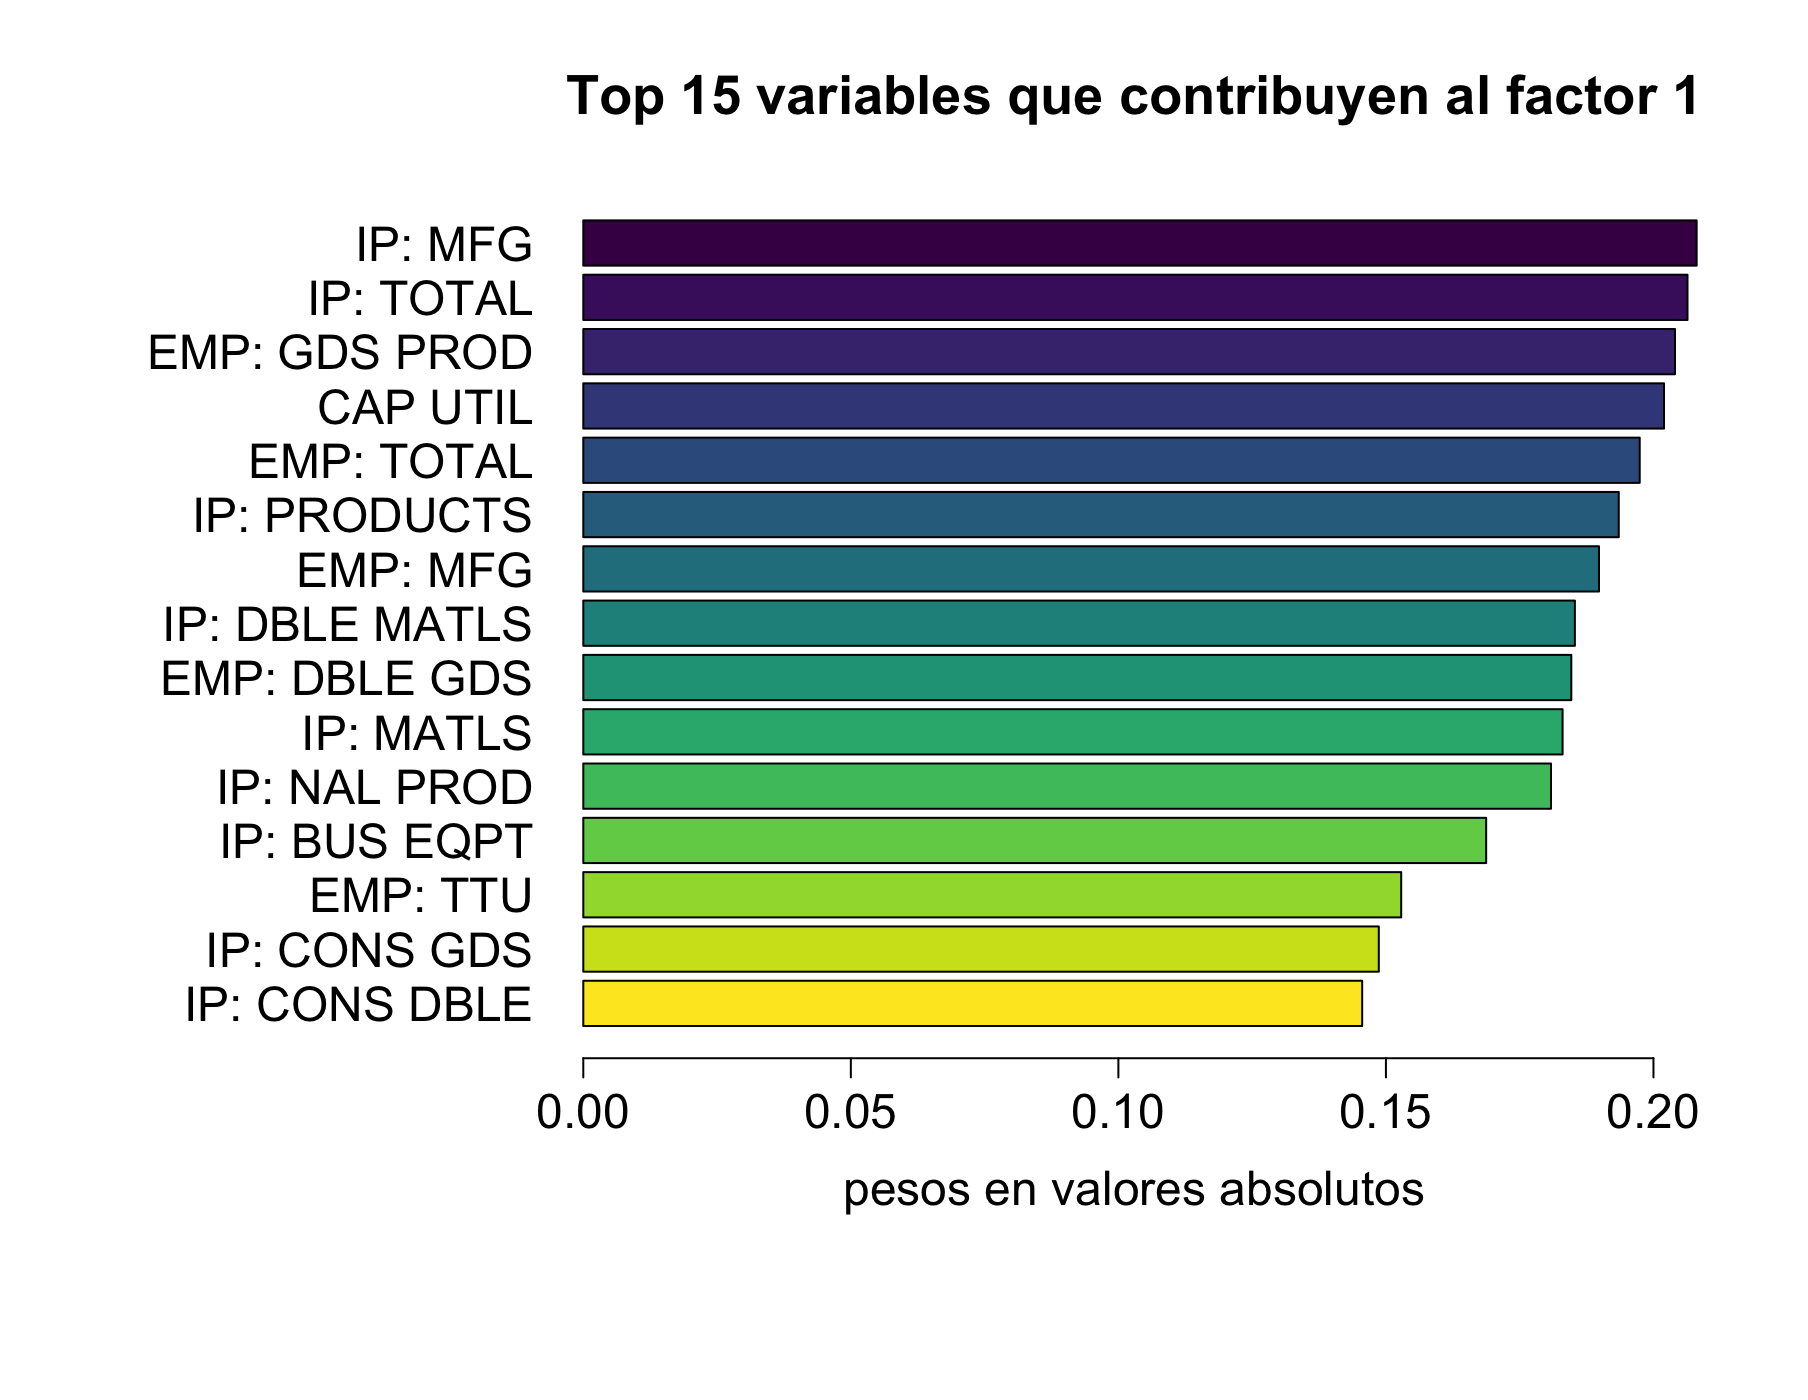 Top 15 variables que contribuyen al factor 1
IP: MFG
IP: TOTAL
EMP: GDS PROD
CAP UTIL
EMP: TOTAL
IP: PRODUCTS
EMP: MFG
IP: DBLE MATLS
EMP: DBLE GDS
IP: MATLS
IP: NAL PROD
IP: BUS EQPT
EMP: TTU
IP: CONS GDS
IP: CONS DBLE
0.00 0.05 0.10 0.15 0.20
pesos en valores absolutos